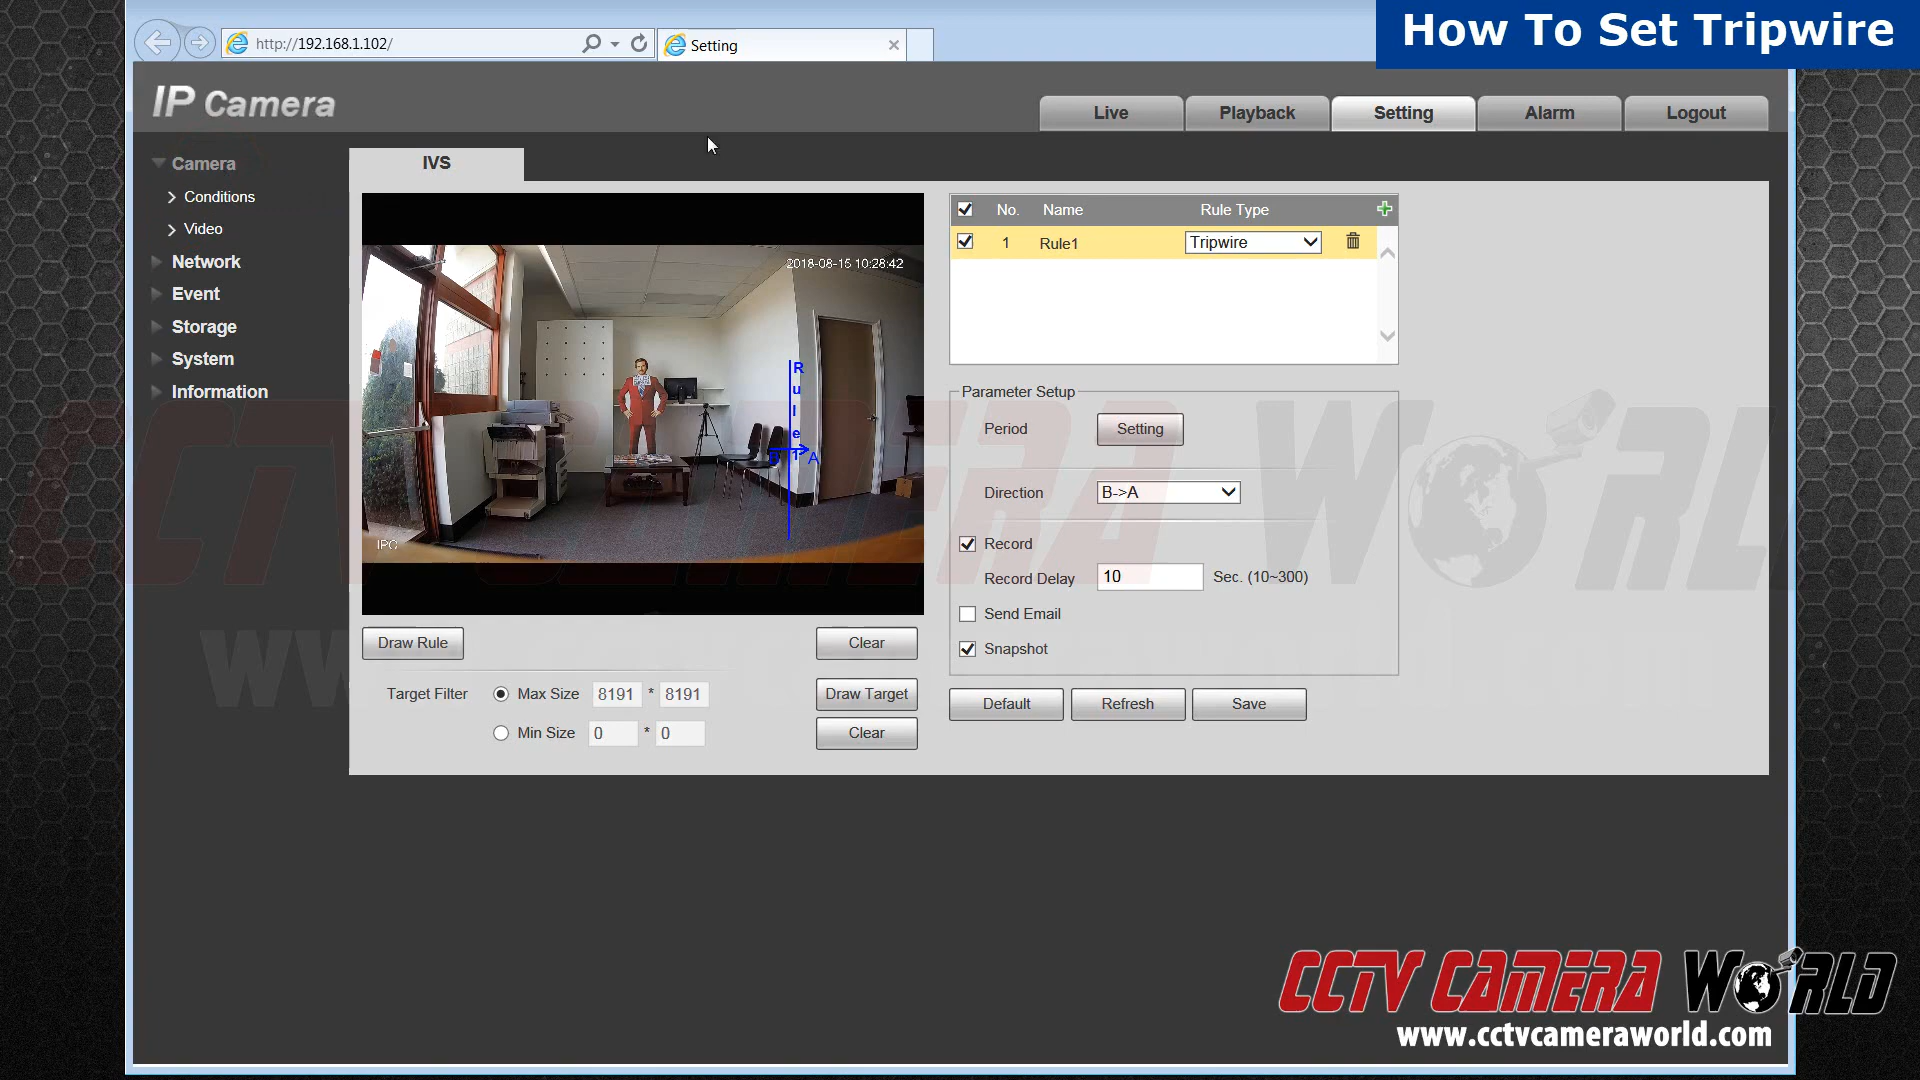 How To Set Tripwire
http://192.168.1.102/
Setting
IP Camera
Live
Playback
Setting
Alarm
Logout
Camera
Conditions
Video
Network
Event
Storage
System
Information
IVS
2018-08-15 10:28:42
Rule1
B
A
IPC
No. Name Rule Type
1 Rule1 Tripwire
Parameter Setup
Period Setting
Direction B->A
Record
Record Delay 10 Sec. (10~300)
Send Email
Snapshot
Draw Rule
Clear
Target Filter Max Size 8191 * 8191 Draw Target
Min Size 0 * 0 Clear
Default Refresh Save
CCTV CAMERA WORLD
CCTV CAMERA WORLD
www.cctvcameraworld.com